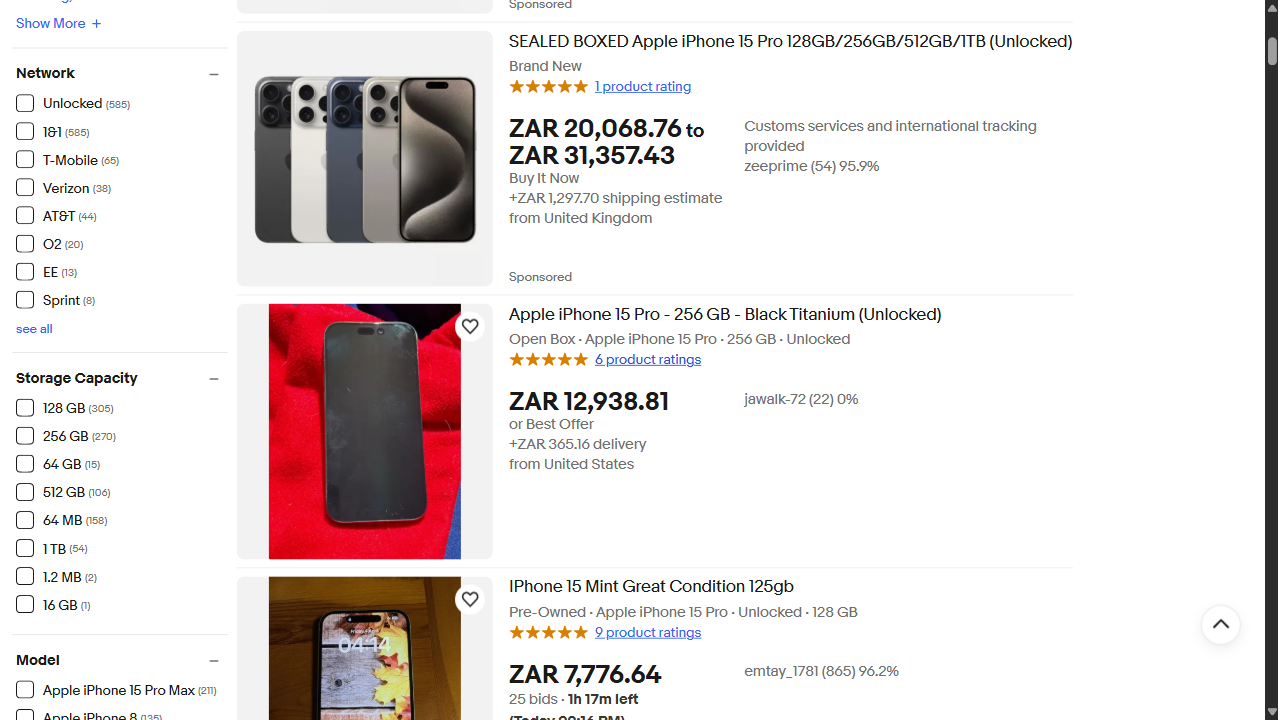 Show More +
Network
Unlocked (585)
1&1 (585)
T-Mobile (65)
Verizon (38)
AT&T (44)
O2 (20)
EE (13)
Sprint (8)
see all
Storage Capacity
128 GB (305)
256 GB (270)
64 GB (15)
512 GB (106)
64 MB (158)
1 TB (54)
1.2 MB (2)
16 GB (1)
Model
Apple iPhone 15 Pro Max (211)
Apple iPhone 8 (135)
Sponsored
SEALED BOXED Apple iPhone 15 Pro 128GB/256GB/512GB/1TB (Unlocked)
Brand New
1 product rating
ZAR 20,068.76 to
ZAR 31,357.43
Buy It Now
+ZAR 1,297.70 shipping estimate
from United Kingdom
Customs services and international tracking
provided
zeeprime (54) 95.9%
Sponsored
Apple iPhone 15 Pro - 256 GB - Black Titanium (Unlocked)
Open Box · Apple iPhone 15 Pro · 256 GB · Unlocked
6 product ratings
ZAR 12,938.81
or Best Offer
+ZAR 365.16 delivery
from United States
jawalk-72 (22) 0%
IPhone 15 Mint Great Condition 125gb
Pre-Owned · Apple iPhone 15 Pro · Unlocked · 128 GB
9 product ratings
ZAR 7,776.64
25 bids · 1h 17m left
emtay_1781 (865) 96.2%
04:14